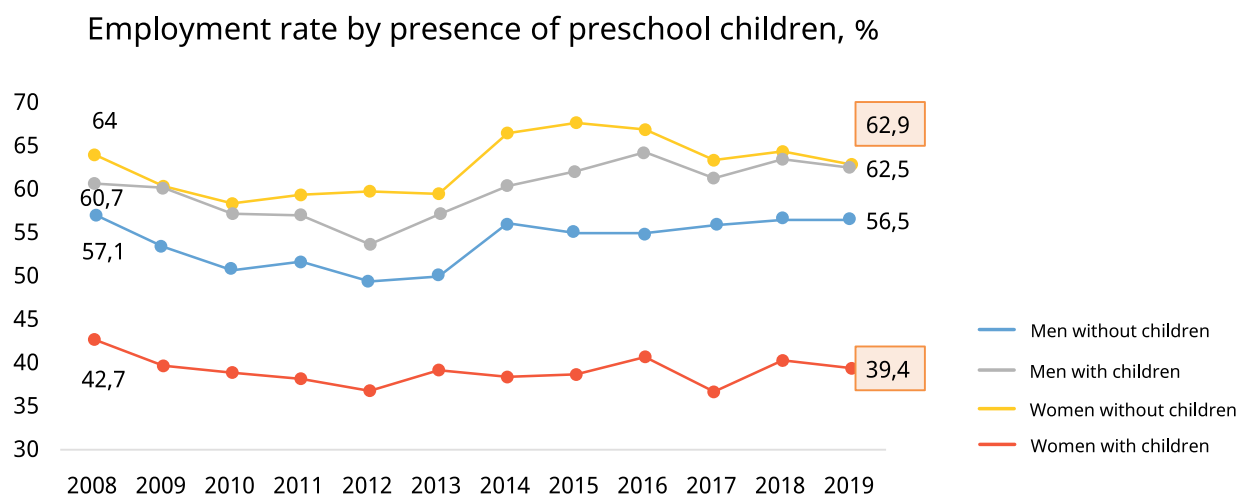 Employment rate by presence of preschool children, %
70
65
60
55
50
45
40
35
30
64
60,7
57,1
42,7
62,9
62,5
56,5
39,4
2008 2009 2010 2011 2012 2013 2014 2015 2016 2017 2018 2019
Men without children
Men with children
Women without children
Women with children